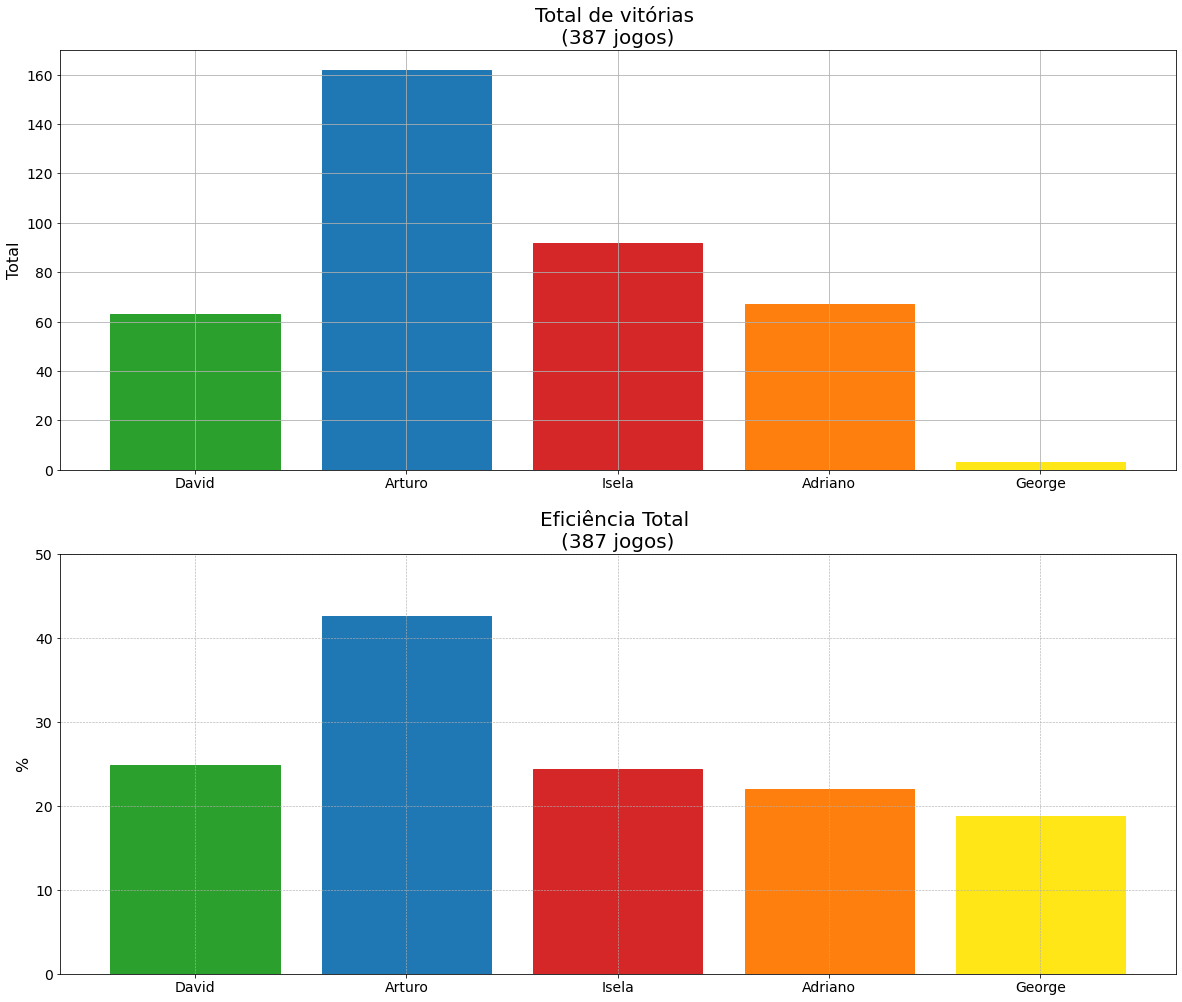 Total de vitórias
(387 jogos)
160
140
120
100
80
60
40
20
0
Total
David Arturo Isela Adriano George
Eficiência Total
(387 jogos)
50
40
30
20
10
0
%
David Arturo Isela Adriano George